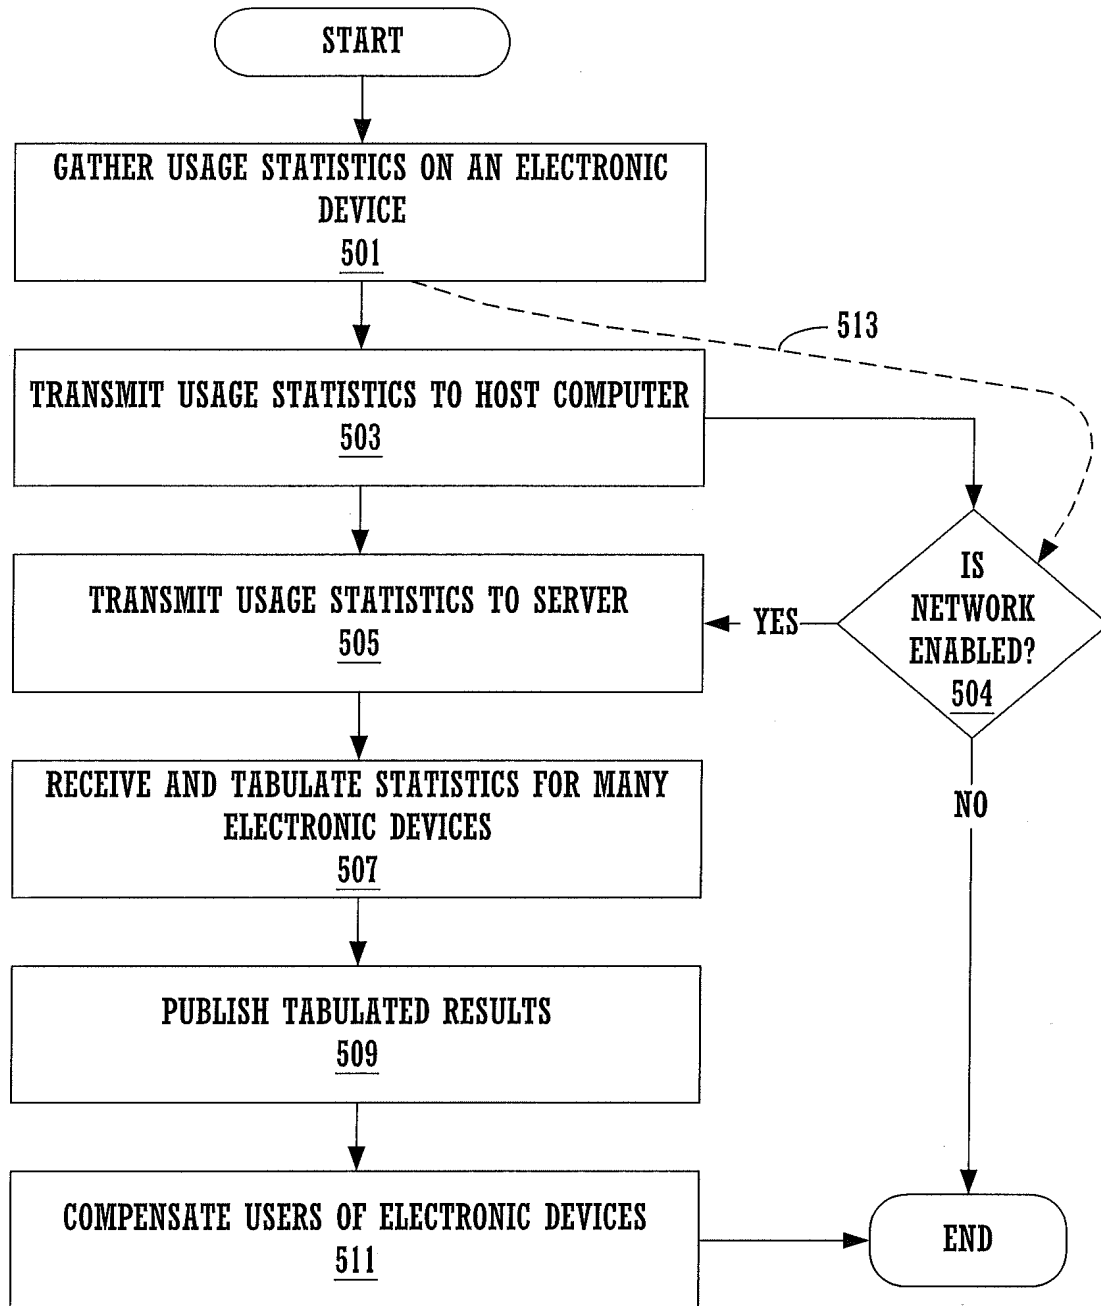 START
GATHER USAGE STATISTICS ON AN ELECTRONIC
DEVICE
501
513
TRANSMIT USAGE STATISTICS TO HOST COMPUTER
503
IS
NETWORK
ENABLED?
504
YES
TRANSMIT USAGE STATISTICS TO SERVER
505
RECEIVE AND TABULATE STATISTICS FOR MANY
ELECTRONIC DEVICES
507
NO
PUBLISH TABULATED RESULTS
509
COMPENSATE USERS OF ELECTRONIC DEVICES
511
END